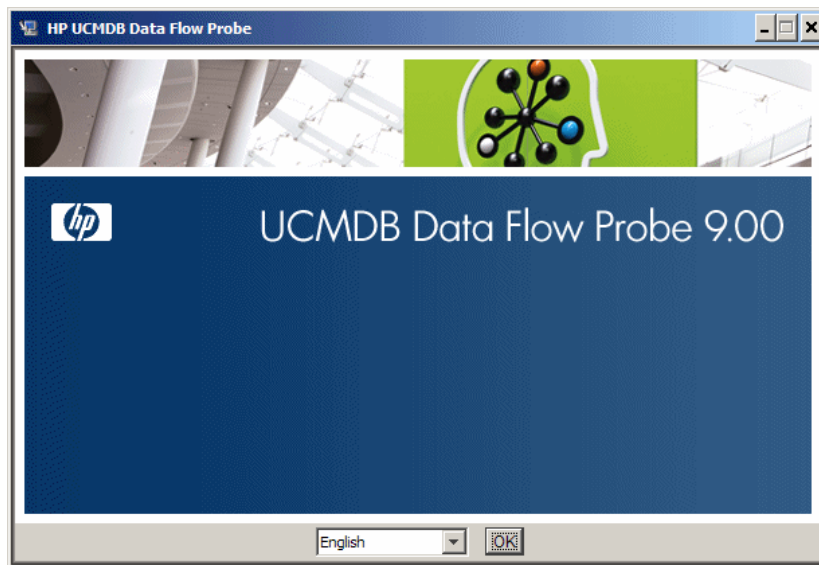 HP UCMDB Data Flow Probe
hp
UCMDB Data Flow Probe 9.00
English
OK